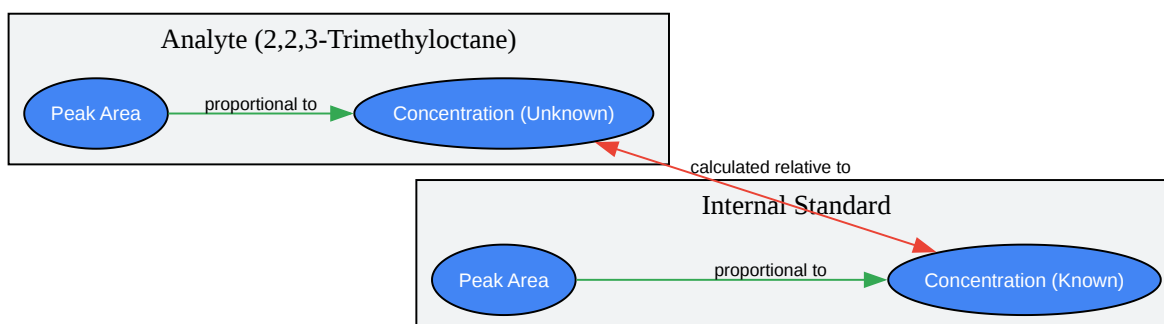 Analyte (2,2,3-Trimethyloctane)
Peak Area
proportional to
Concentration (Unknown)
calculated relative to
Internal Standard
Peak Area
proportional to
Concentration (Known)